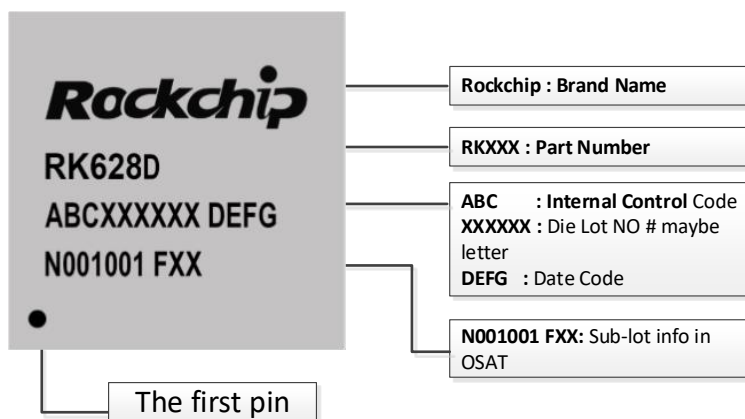 Rockchip
RK628D
ABCXXXXXX DEFG
N001001 FXX
Rockchip : Brand Name
RKXXX : Part Number
ABC : Internal Control Code
XXXXXX : Die Lot NO # maybe
letter
DEFG : Date Code
N001001 FXX: Sub-lot info in
OSAT
The first pin